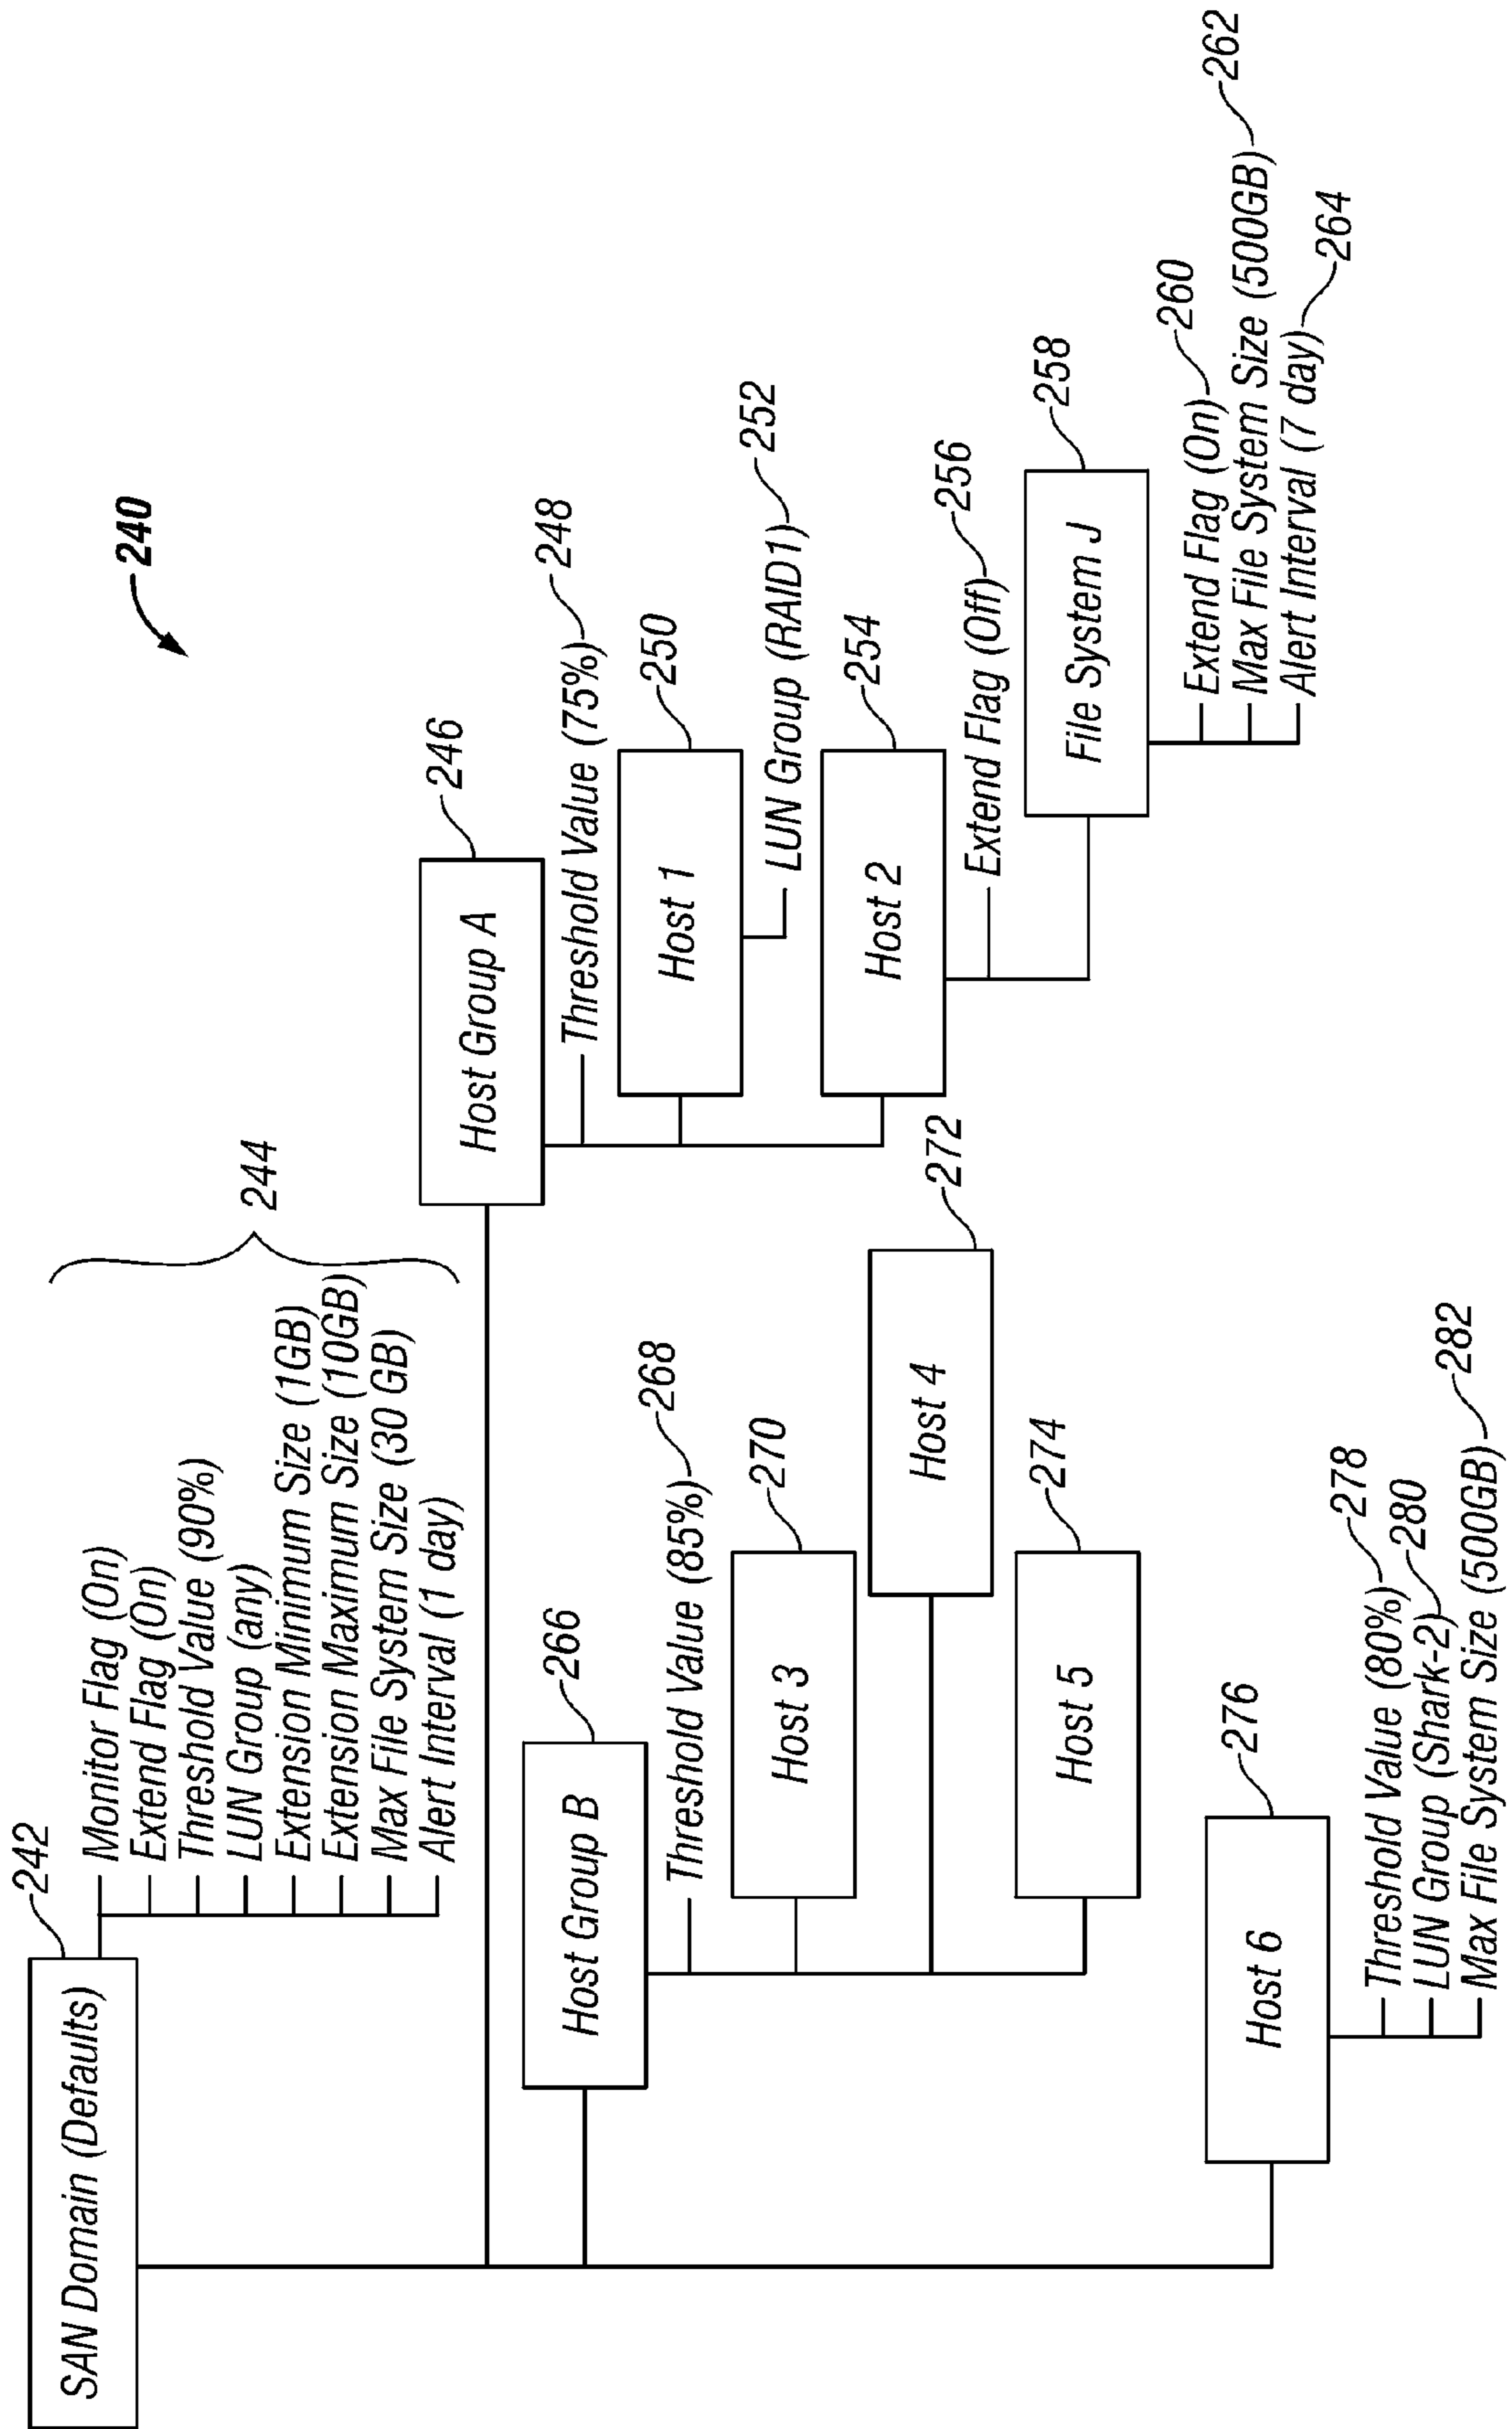 240
SAN Domain (Defaults)
242
Monitor Flag (On)
Extend Flag (On)
Threshold Value (90%)
LUN Group (any)
Extension Minimum Size (1GB)
Extension Maximum Size (10GB)
Max File System Size (30 GB)
Alert Interval (1 day)
244
Host Group A
246
Threshold Value (75%)
248
Host 1
250
LUN Group (RAID1)
252
Host 2
254
Extend Flag (Off)
256
File System J
258
Extend Flag (On)
260
Max File System Size (500GB)
262
Alert Interval (7 day)
264
Host Group B
266
Threshold Value (85%)
268
Host 3
270
Host 4
272
Host 5
274
Host 6
276
Threshold Value (80%)
278
LUN Group (Shark-2)
280
Max File System Size (500GB)
282